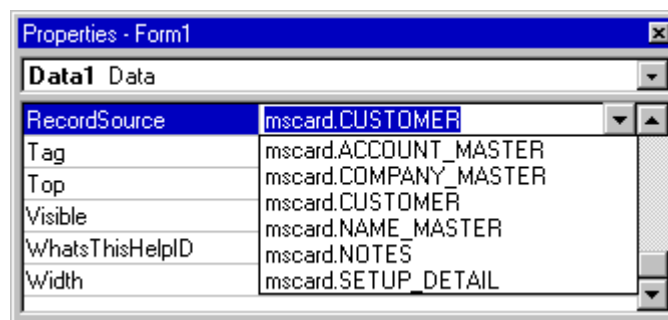 Properties - Form1
Data1 Data
RecordSource mscard.CUSTOMER
Tag mscard.ACCOUNT_MASTER
Top mscard.COMPANY_MASTER
Visible mscard.CUSTOMER
mscard.NAME_MASTER
WhatsThisHelpID mscard.NOTES
Width mscard.SETUP_DETAIL